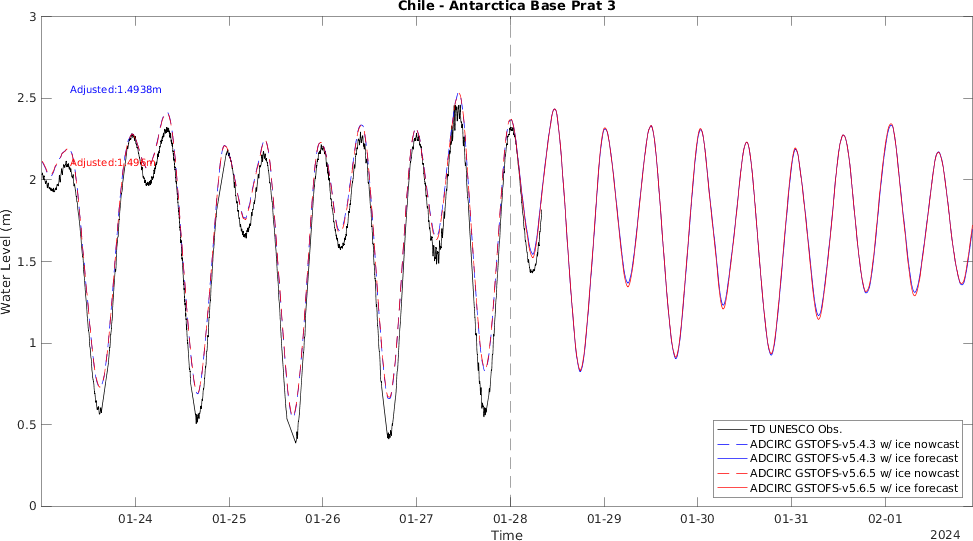 Chile - Antarctica Base Prat 3
3
2.5
2
1.5
1
0.5
0
Water Level (m)
Adjusted:1.4938m
Adjusted:1.496m
TD UNESCO Obs.
ADCIRC GSTOFS-v5.4.3 w/ ice nowcast
ADCIRC GSTOFS-v5.4.3 w/ ice forecast
ADCIRC GSTOFS-v5.6.5 w/ ice nowcast
ADCIRC GSTOFS-v5.6.5 w/ ice forecast
01-24 01-25 01-26 01-27 01-28 01-29 01-30 01-31 02-01
Time
2024